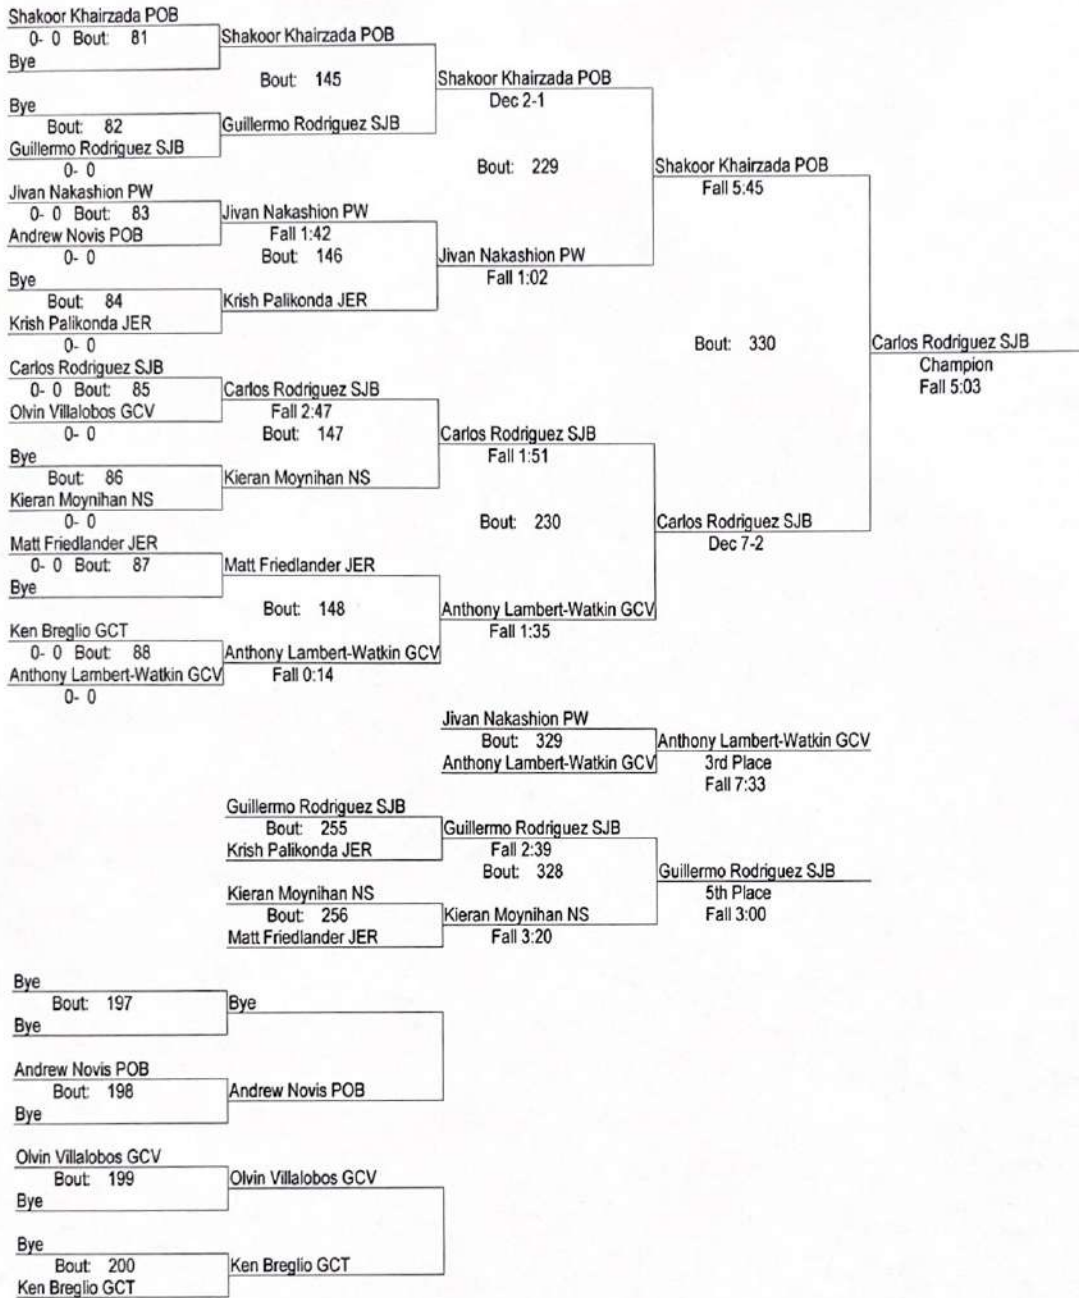 Shakoor Khairzada POB
0- 0 Bout: 81
Bye
Shakoor Khairzada POB
Bout: 145
Bye
Bout: 82
Guillermo Rodriguez SJB
0- 0
Guillermo Rodriguez SJB
Shakoor Khairzada POB
Dec 2-1
Bout: 229
Jivan Nakashion PW
0- 0 Bout: 83
Andrew Novis POB
0- 0
Jivan Nakashion PW
Fall 1:42
Bout: 146
Bye
Bout: 84
Krish Palikonda JER
0- 0
Krish Palikonda JER
Jivan Nakashion PW
Fall 1:02
Shakoor Khairzada POB
Fall 5:45
Bout: 330
Carlos Rodriguez SJB
Champion
Fall 5:03
Carlos Rodriguez SJB
0- 0 Bout: 85
Olvin Villalobos GCV
0- 0
Carlos Rodriguez SJB
Fall 2:47
Bout: 147
Bye
Bout: 86
Kieran Moynihan NS
0- 0
Kieran Moynihan NS
Carlos Rodriguez SJB
Fall 1:51
Bout: 230
Carlos Rodriguez SJB
Dec 7-2
Matt Friedlander JER
0- 0 Bout: 87
Bye
Matt Friedlander JER
Bout: 148
Ken Breglio GCT
0- 0 Bout: 88
Anthony Lambert-Watkin GCV
0- 0
Anthony Lambert-Watkin GCV
Fall 0:14
Anthony Lambert-Watkin GCV
Fall 1:35
Jivan Nakashion PW
Bout: 329
Anthony Lambert-Watkin GCV
Anthony Lambert-Watkin GCV
3rd Place
Fall 7:33
Guillermo Rodriguez SJB
Bout: 255
Krish Palikonda JER
Guillermo Rodriguez SJB
Fall 2:39
Bout: 328
Kieran Moynihan NS
Bout: 256
Matt Friedlander JER
Kieran Moynihan NS
Fall 3:20
Guillermo Rodriguez SJB
5th Place
Fall 3:00
Bye
Bout: 197
Bye
Bye
Andrew Novis POB
Bout: 198
Bye
Andrew Novis POB
Olvin Villalobos GCV
Bout: 199
Bye
Olvin Villalobos GCV
Bye
Bout: 200
Ken Breglio GCT
Ken Breglio GCT